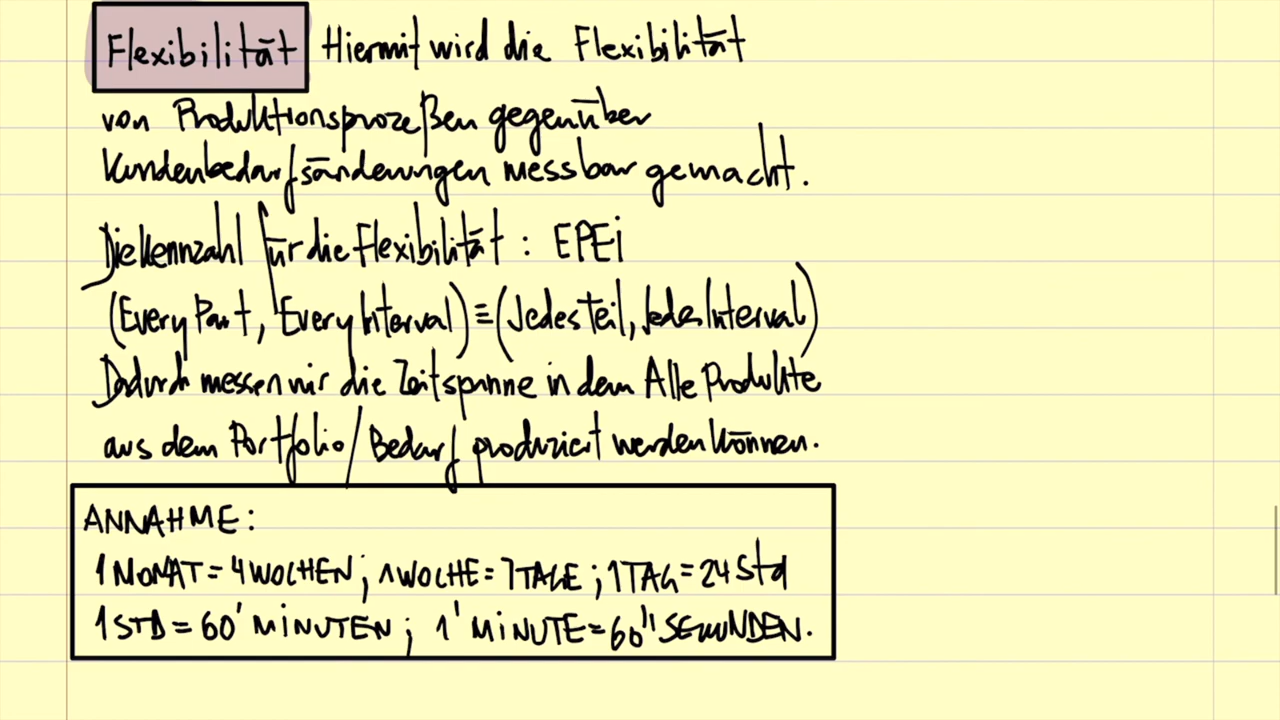 Flexibilität Hiermit wird die Flexibilität
von Produktionsprozeßen gegenüber
Kundenbedarfsänderungen messbar gemacht.
Die Kennzahl für die Flexibilität : EPEi
(Every Part, Every Interval) ≡ (Jedes Teil, Jedes Interval)
Dadurch messen wir die Zeitspanne in dem Alle Produkte
aus dem Portfolio/Bedarf produziert werden können.
ANNAHME:
1 MONAT = 4 WOCHEN ; 1 WOCHE = 7 TAGE ; 1 TAG = 24 Std
1 STD = 60' MINUTEN ; 1' MINUTE = 60'' SEKUNDEN.